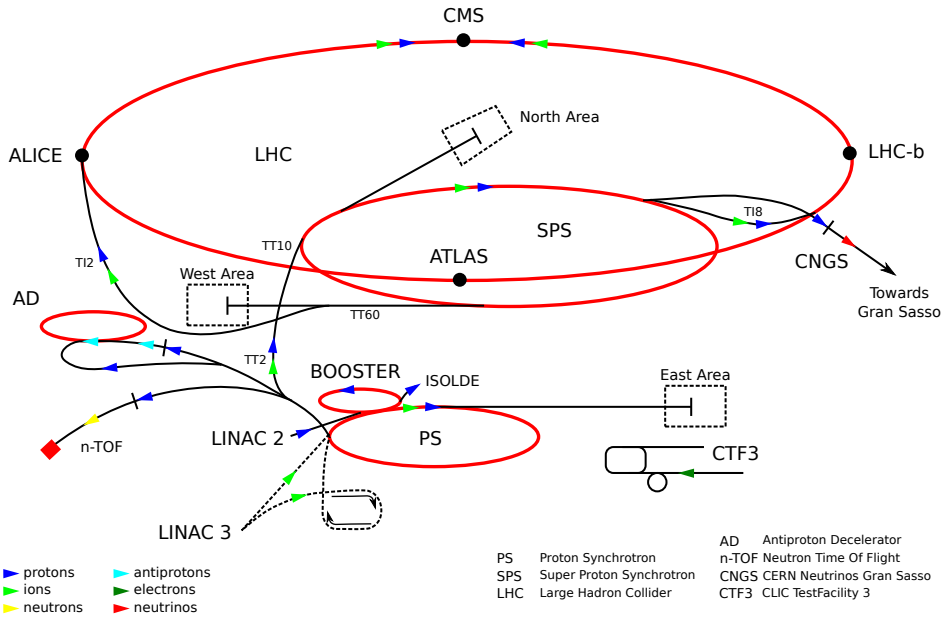 CMS
North Area
ALICE
LHC
LHC-b
TI8
SPS
TT10
ATLAS
CNGS
TI2
West Area
AD
Towards
Gran Sasso
TT60
TT2
BOOSTER
ISOLDE
East Area
LINAC 2
PS
n-TOF
CTF3
LINAC 3
protons
ions
neutrons
antiprotons
electrons
neutrinos
PS Proton Synchrotron
SPS Super Proton Synchrotron
LHC Large Hadron Collider
AD Antiproton Decelerator
n-TOF Neutron Time Of Flight
CNGS CERN Neutrinos Gran Sasso
CTF3 CLIC TestFacility 3